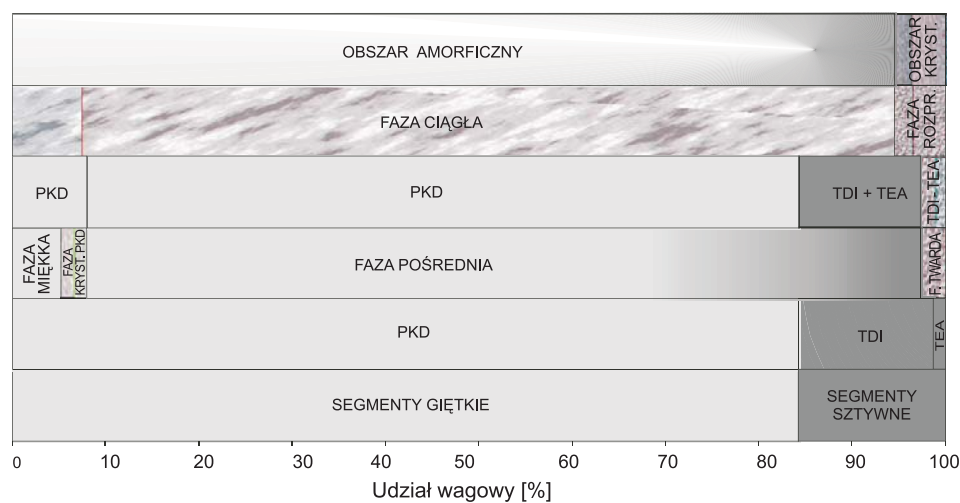 OBSZAR AMORFICZNY
OBSZAR
KRYST.
FAZA CIĄGŁA
FAZA
ROZPR.
PKD
PKD
TDI + TEA
TDI - TEA
FAZA
MIĘKKA
FAZA
KRYST. PKD
FAZA POŚREDNIA
F. TWARDA
PKD
TDI
TEA
SEGMENTY GIĘTKIE
SEGMENTY
SZTYWNE
0 10 20 30 40 50 60 70 80 90 100
Udział wagowy [%]